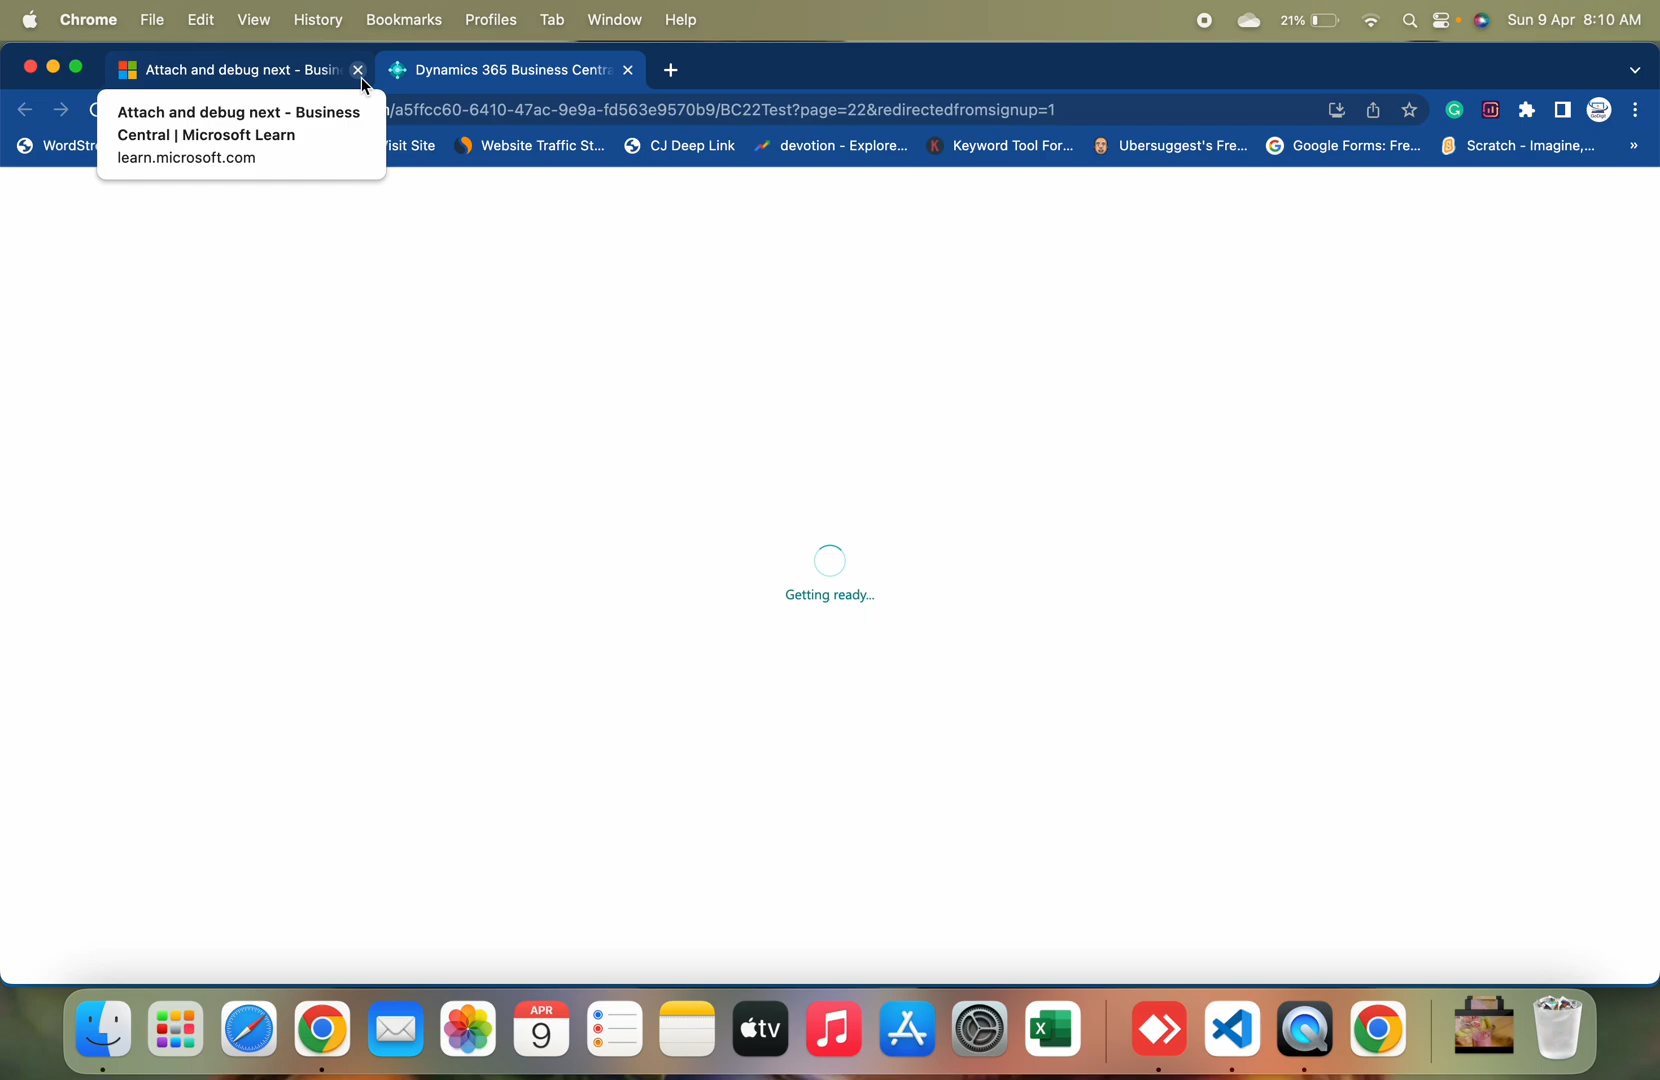 Chrome File Edit View History Bookmarks Profiles Tab Window Help 21% Sun 9 Apr 8:10 AM
Attach and debug next - Busin Dynamics 365 Business Centra
/a5ffcc60-6410-47ac-9e9a-fd563e9570b9/BC22Test?page=22&redirectedfromsignup=1
Attach and debug next - Business
Central | Microsoft Learn
learn.microsoft.com
WordStr isit Site Website Traffic St... CJ Deep Link devotion - Explore... Keyword Tool For... Ubersuggest's Fre... Google Forms: Fre... Scratch - Imagine,... »
Getting ready...
APR
9
tv